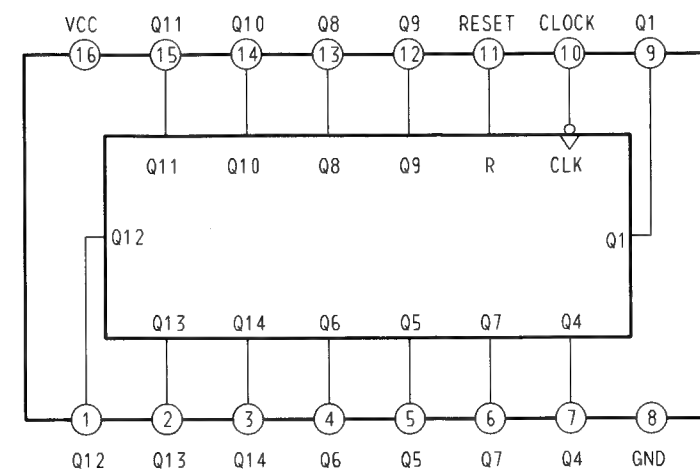 VCC Q11 Q10 Q8 Q9 RESET CLOCK Q1
16 15 14 13 12 11 10 9
Q11 Q10 Q8 Q9 R CLK
Q12 Q1
Q13 Q14 Q6 Q5 Q7 Q4
1 2 3 4 5 6 7 8
Q12 Q13 Q14 Q6 Q5 Q7 Q4 GND